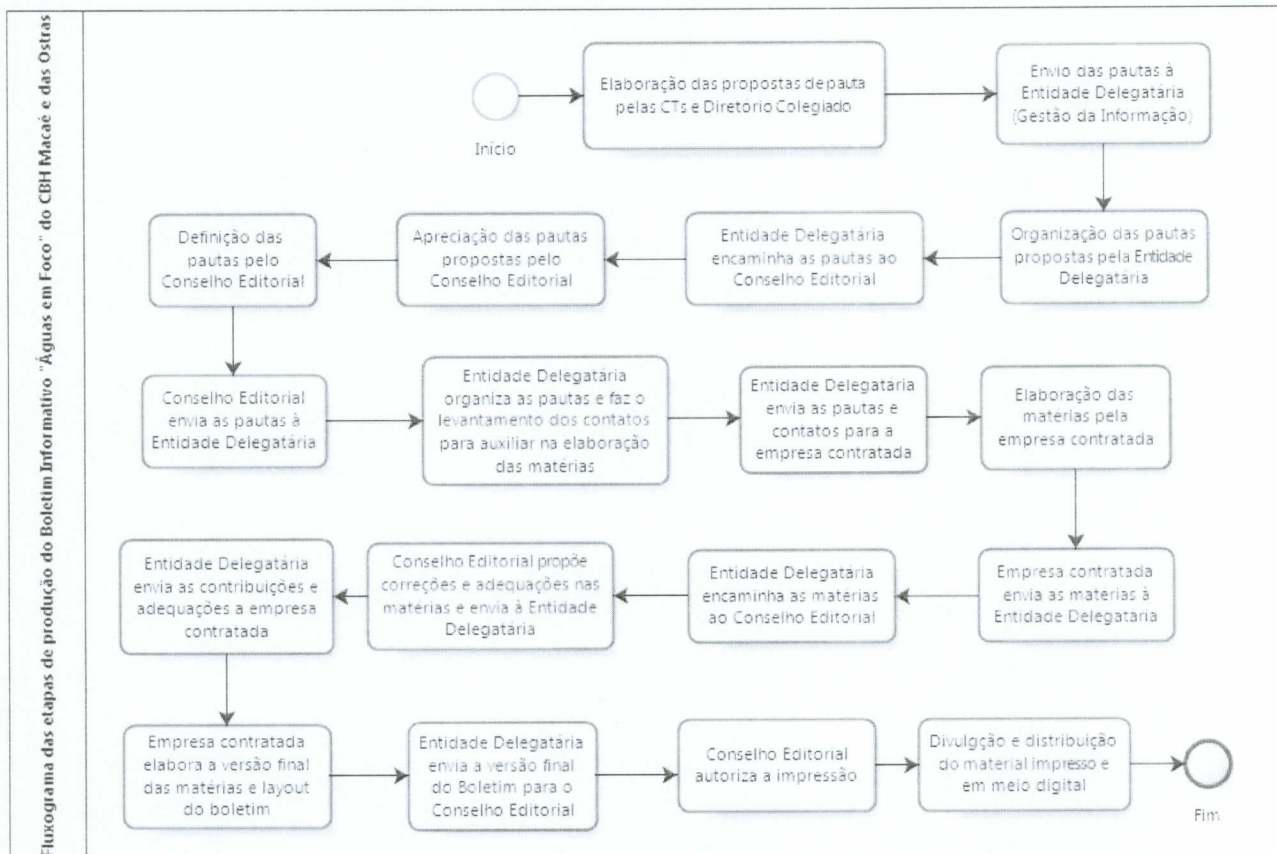 Fluxograma das etapas de produção do Boletim Informativo "Águas em Foco" do CBH Macaé e das Ostras
Início
Elaboração das propostas de pauta
pelas CTs e Diretório Colegiado
Envio das pautas à
Entidade Delegatária
(Gestão da Informação)
Organização das pautas
propostas pela Entidade
Delegatária
Entidade Delegatária
encaminha as pautas ao
Conselho Editorial
Apreciação das pautas
propostas pelo
Conselho Editorial
Definição das
pautas pelo
Conselho Editorial
Conselho Editorial
envia as pautas à
Entidade Delegatária
Entidade Delegatária
organiza as pautas e faz o
levantamento dos contatos
para auxiliar na elaboração
das matérias
Entidade Delegatária
envia as pautas e
contatos para a
empresa contratada
Elaboração das
matérias pela
empresa contratada
Empresa contratada
envia as matérias à
Entidade Delegatária
Entidade Delegatária
encaminha as matérias
ao Conselho Editorial
Conselho Editorial propõe
correções e adequações nas
matérias e envia à Entidade
Delegatária
Entidade Delegatária
envia as contribuições e
adequações a empresa
contratada
Empresa contratada
elabora a versão final
das matérias e layout
do boletim
Entidade Delegatária
envia a versão final
do Boletim para o
Conselho Editorial
Conselho Editorial
autoriza a impressão
Divulgção e distribuição
do material impresso e
em meio digital
Fim